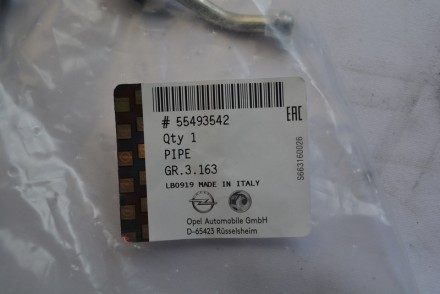 # 55493542
Qty 1
PIPE
GR.3.163
LB0919 MADE IN ITALY
Opel Automobile GmbH
D-65423 Rüsselsheim
EAC
S663160026